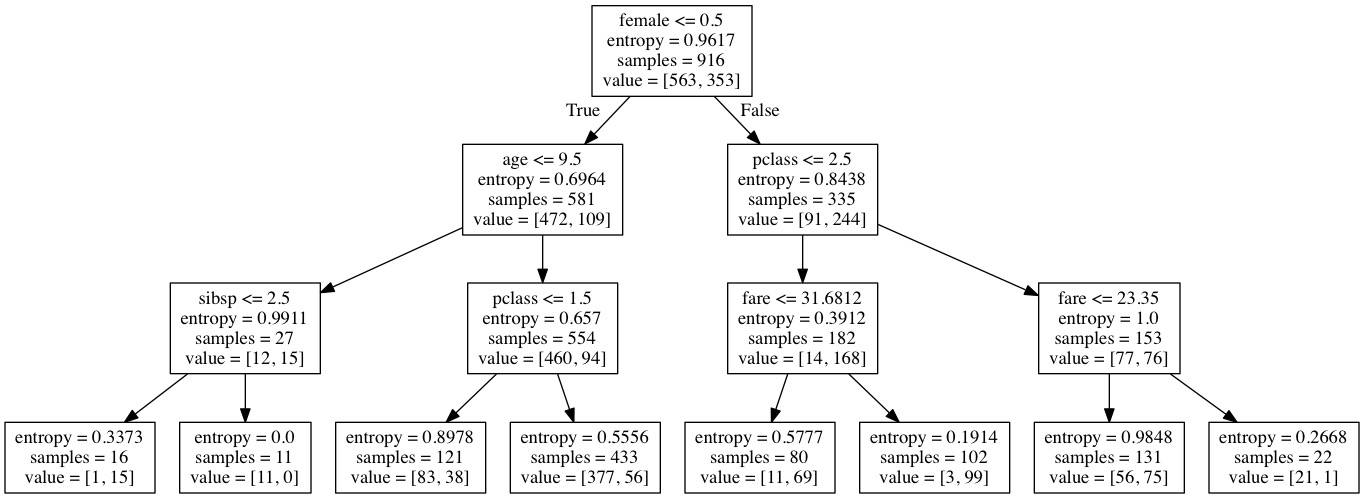 female <= 0.5
entropy = 0.9617
samples = 916
value = [563, 353]
True
False
age <= 9.5
entropy = 0.6964
samples = 581
value = [472, 109]
pclass <= 2.5
entropy = 0.8438
samples = 335
value = [91, 244]
sibsp <= 2.5
entropy = 0.9911
samples = 27
value = [12, 15]
pclass <= 1.5
entropy = 0.657
samples = 554
value = [460, 94]
fare <= 31.6812
entropy = 0.3912
samples = 182
value = [14, 168]
fare <= 23.35
entropy = 1.0
samples = 153
value = [77, 76]
entropy = 0.3373
samples = 16
value = [1, 15]
entropy = 0.0
samples = 11
value = [11, 0]
entropy = 0.8978
samples = 121
value = [83, 38]
entropy = 0.5556
samples = 433
value = [377, 56]
entropy = 0.5777
samples = 80
value = [11, 69]
entropy = 0.1914
samples = 102
value = [3, 99]
entropy = 0.9848
samples = 131
value = [56, 75]
entropy = 0.2668
samples = 22
value = [21, 1]